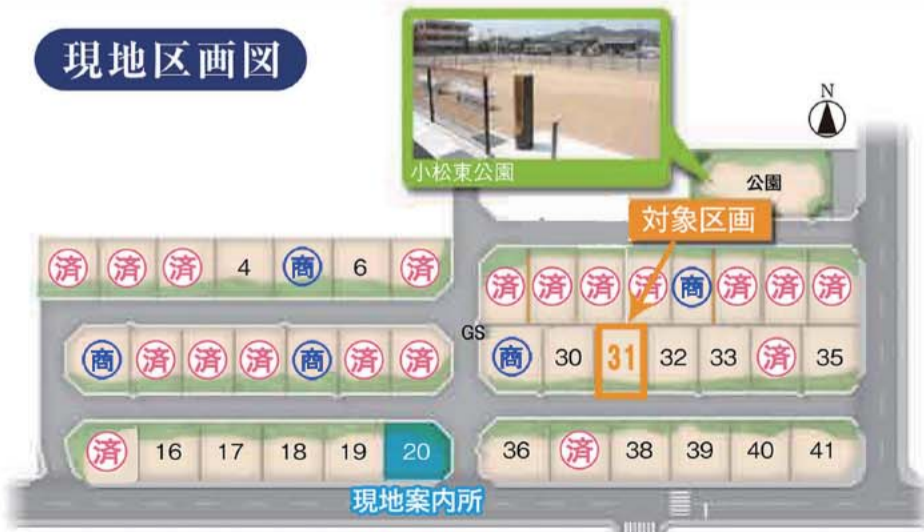 現地区画図
小松東公園
N
公園
対象区画
済 済 済 4 商 6 済
済 済 済 済 商 済 済 済
GS
商 済 済 済 商 済 済
商 30 31 32 33 済 35
済 16 17 18 19 20
36 済 38 39 40 41
現地案内所